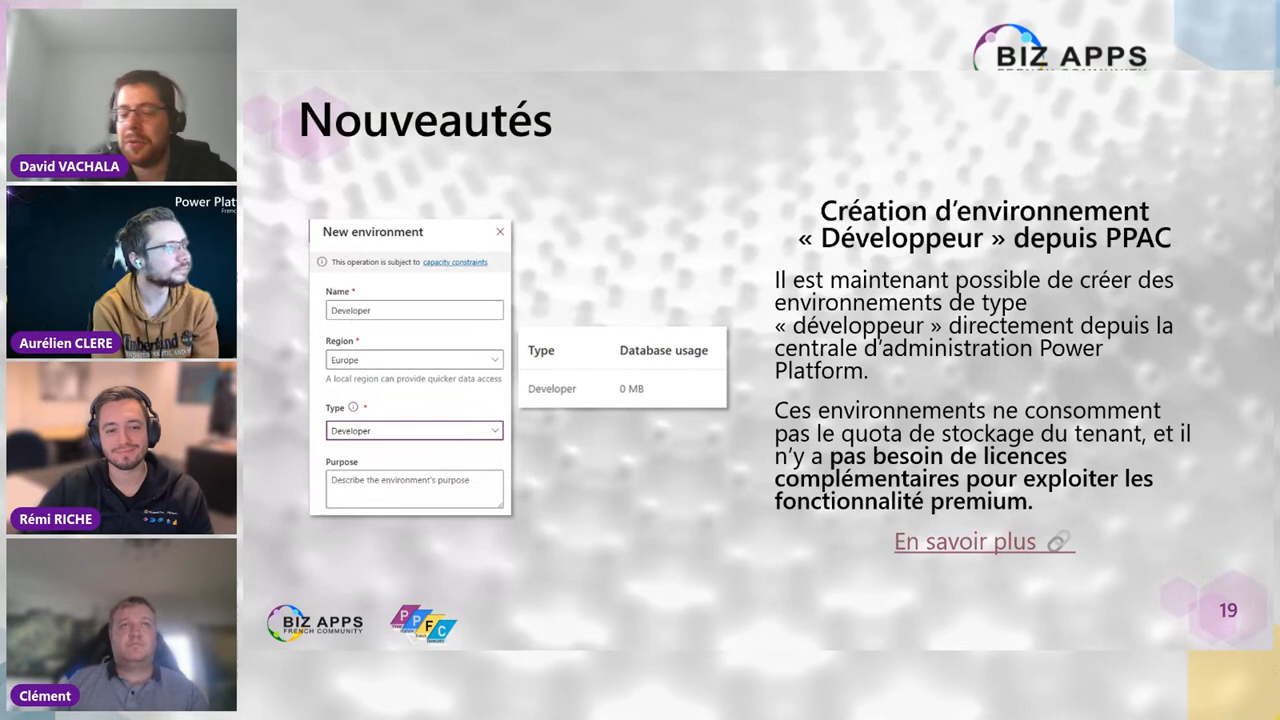 David VACHALA
Power Plat
Aurélien CLERE
Rémi RICHE
Clément
BIZ APPS
Nouveautés
New environment
This operation is subject to capacity constraints
Name *
Developer
Region *
Europe
A local region can provide quicker data access
Type *
Developer
Purpose
Describe the environment's purpose
Type Database usage
Developer 0 MB
Création d’environnement
« Développeur » depuis PPAC
Il est maintenant possible de créer des
environnements de type
« développeur » directement depuis la
centrale d’administration Power
Platform.
Ces environnements ne consomment
pas le quota de stockage du tenant, et il
n’y a pas besoin de licences
complémentaires pour exploiter les
fonctionnalité premium.
En savoir plus
BIZ APPS
FRENCH COMMUNITY
P P F C
19